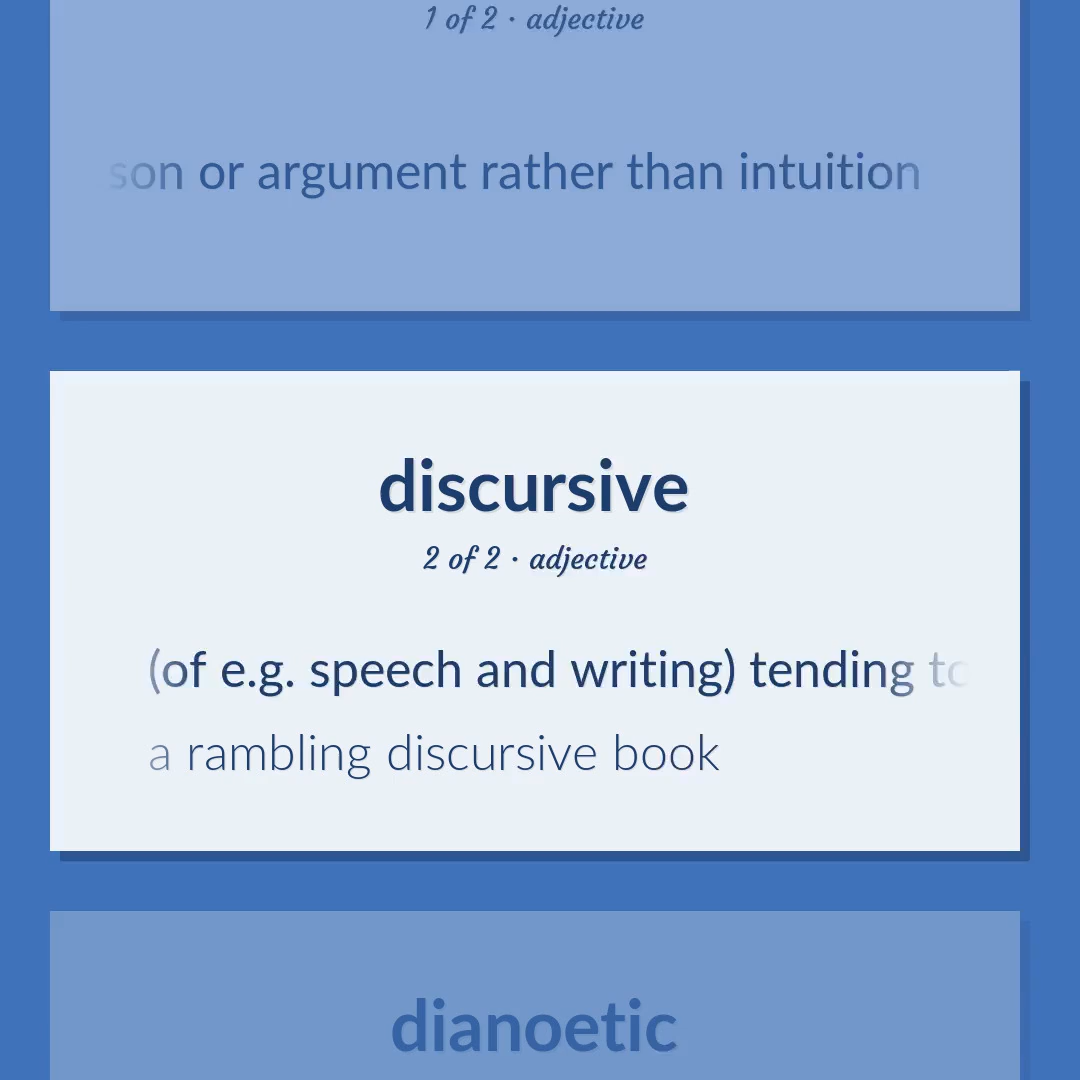 1 of 2 · adjective
son or argument rather than intuition
discursive
2 of 2 · adjective
(of e.g. speech and writing) tending to
a rambling discursive book
dianoetic